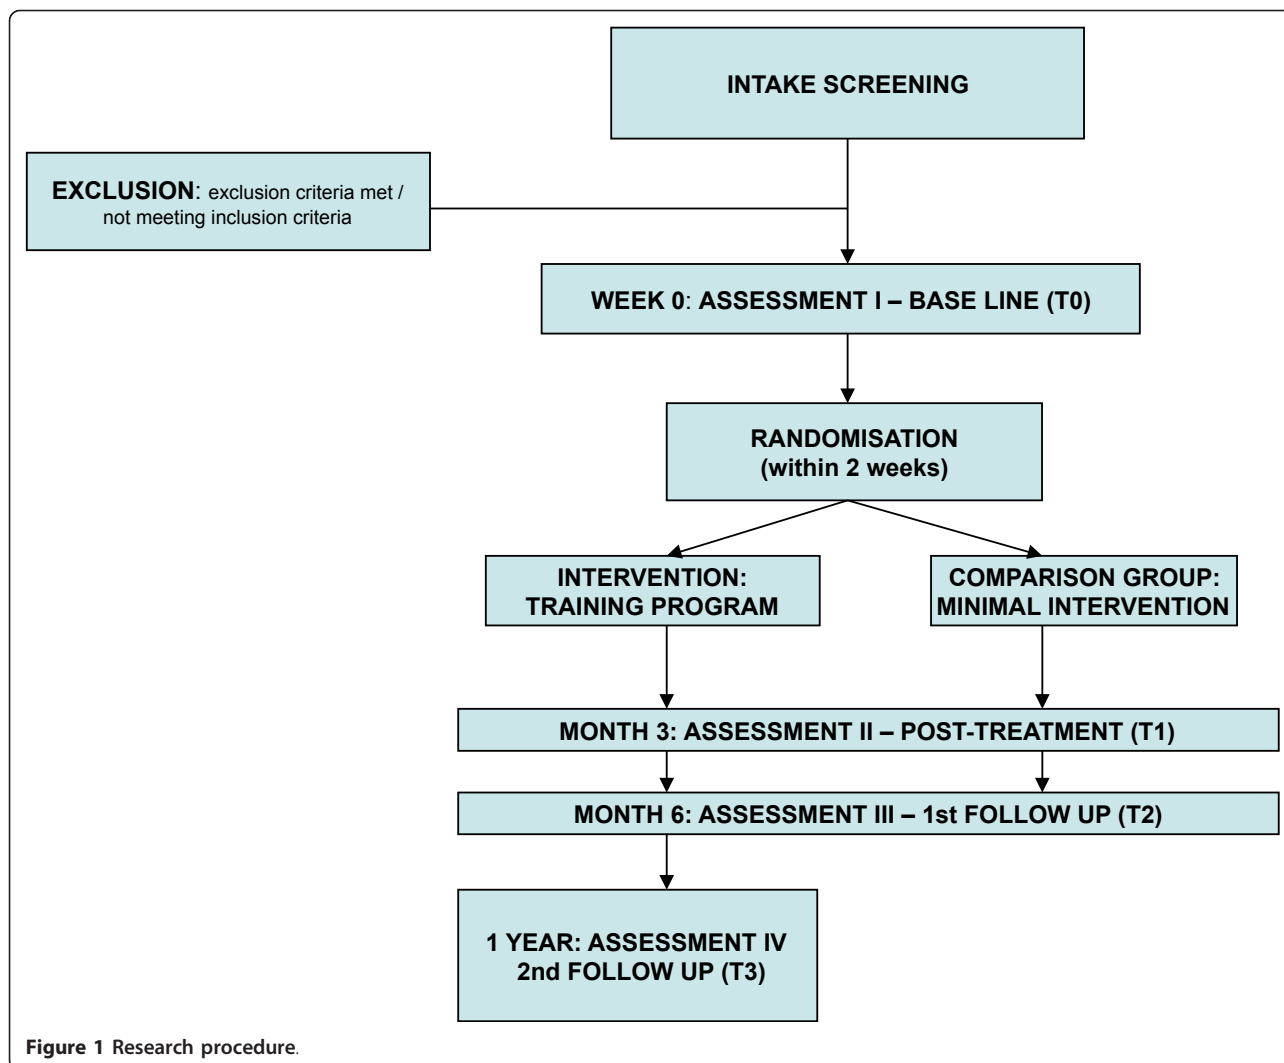 INTAKE SCREENING
EXCLUSION: exclusion criteria met /
not meeting inclusion criteria
WEEK 0: ASSESSMENT I – BASE LINE (T0)
RANDOMISATION
(within 2 weeks)
INTERVENTION:
TRAINING PROGRAM
COMPARISON GROUP:
MINIMAL INTERVENTION
MONTH 3: ASSESSMENT II – POST-TREATMENT (T1)
MONTH 6: ASSESSMENT III – 1st FOLLOW UP (T2)
1 YEAR: ASSESSMENT IV
2nd FOLLOW UP (T3)
Figure 1 Research procedure.